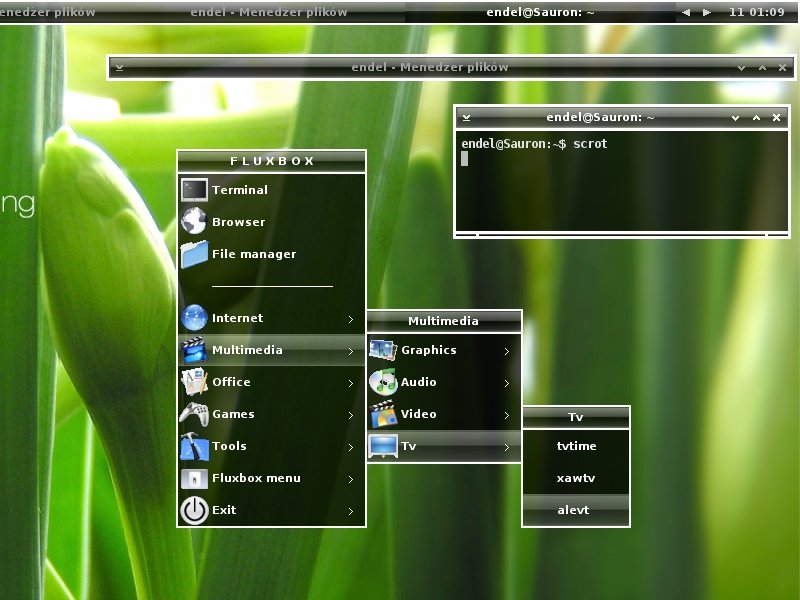 enedżer plików
endel - Menedżer plików
endel@Sauron: ~
11 01:09
endel - Menedżer plików
endel@Sauron: ~
endel@Sauron:~$ scrot
ng
F L U X B O X
Terminal
Browser
File manager
Internet
Multimedia
Office
Games
Tools
Fluxbox menu
Exit
Multimedia
Graphics
Audio
Video
Tv
Tv
tvtime
xawtv
alevt